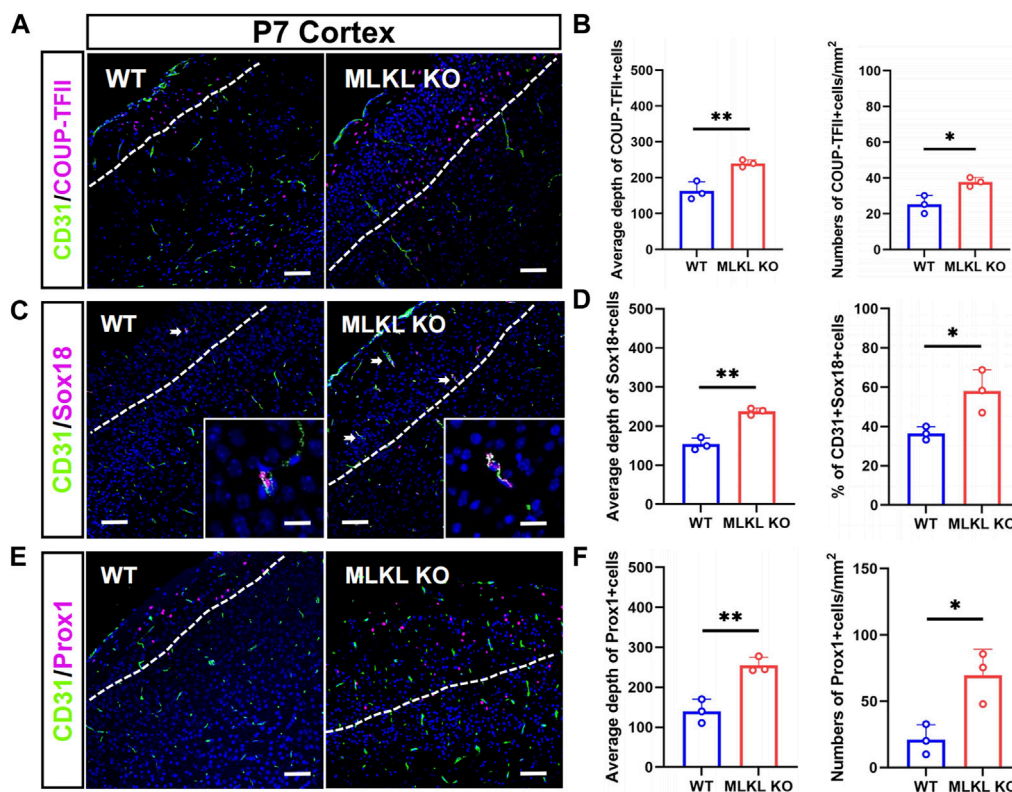 A
P7 Cortex
CD31/COUP-TFII
WT
MLKL KO
B
Average depth of COUP-TFII+cells
500
400
300
200
100
0
**
WT MLKL KO
Numbers of COUP-TFII+cells/mm²
100
80
60
40
20
0
*
WT MLKL KO
C
CD31/Sox18
WT
MLKL KO
D
Average depth of Sox18+cells
500
400
300
200
100
0
**
WT MLKL KO
% of CD31+Sox18+cells
100
80
60
40
20
0
*
WT MLKL KO
E
CD31/Prox1
WT
MLKL KO
F
Average depth of Prox1+cells
500
400
300
200
100
0
**
WT MLKL KO
Numbers of Prox1+cells/mm²
150
100
50
0
*
WT MLKL KO